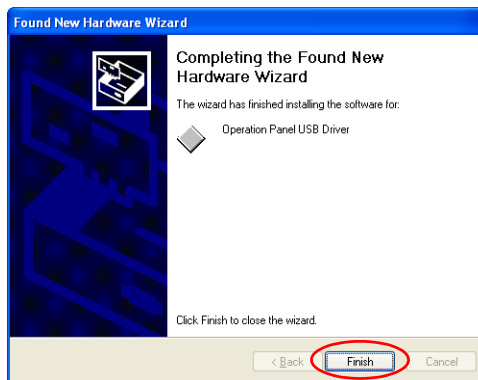 Found New Hardware Wizard
Completing the Found New
Hardware Wizard
The wizard has finished installing the software for:
Operation Panel USB Driver
Click Finish to close the wizard.
< Back
Finish
Cancel